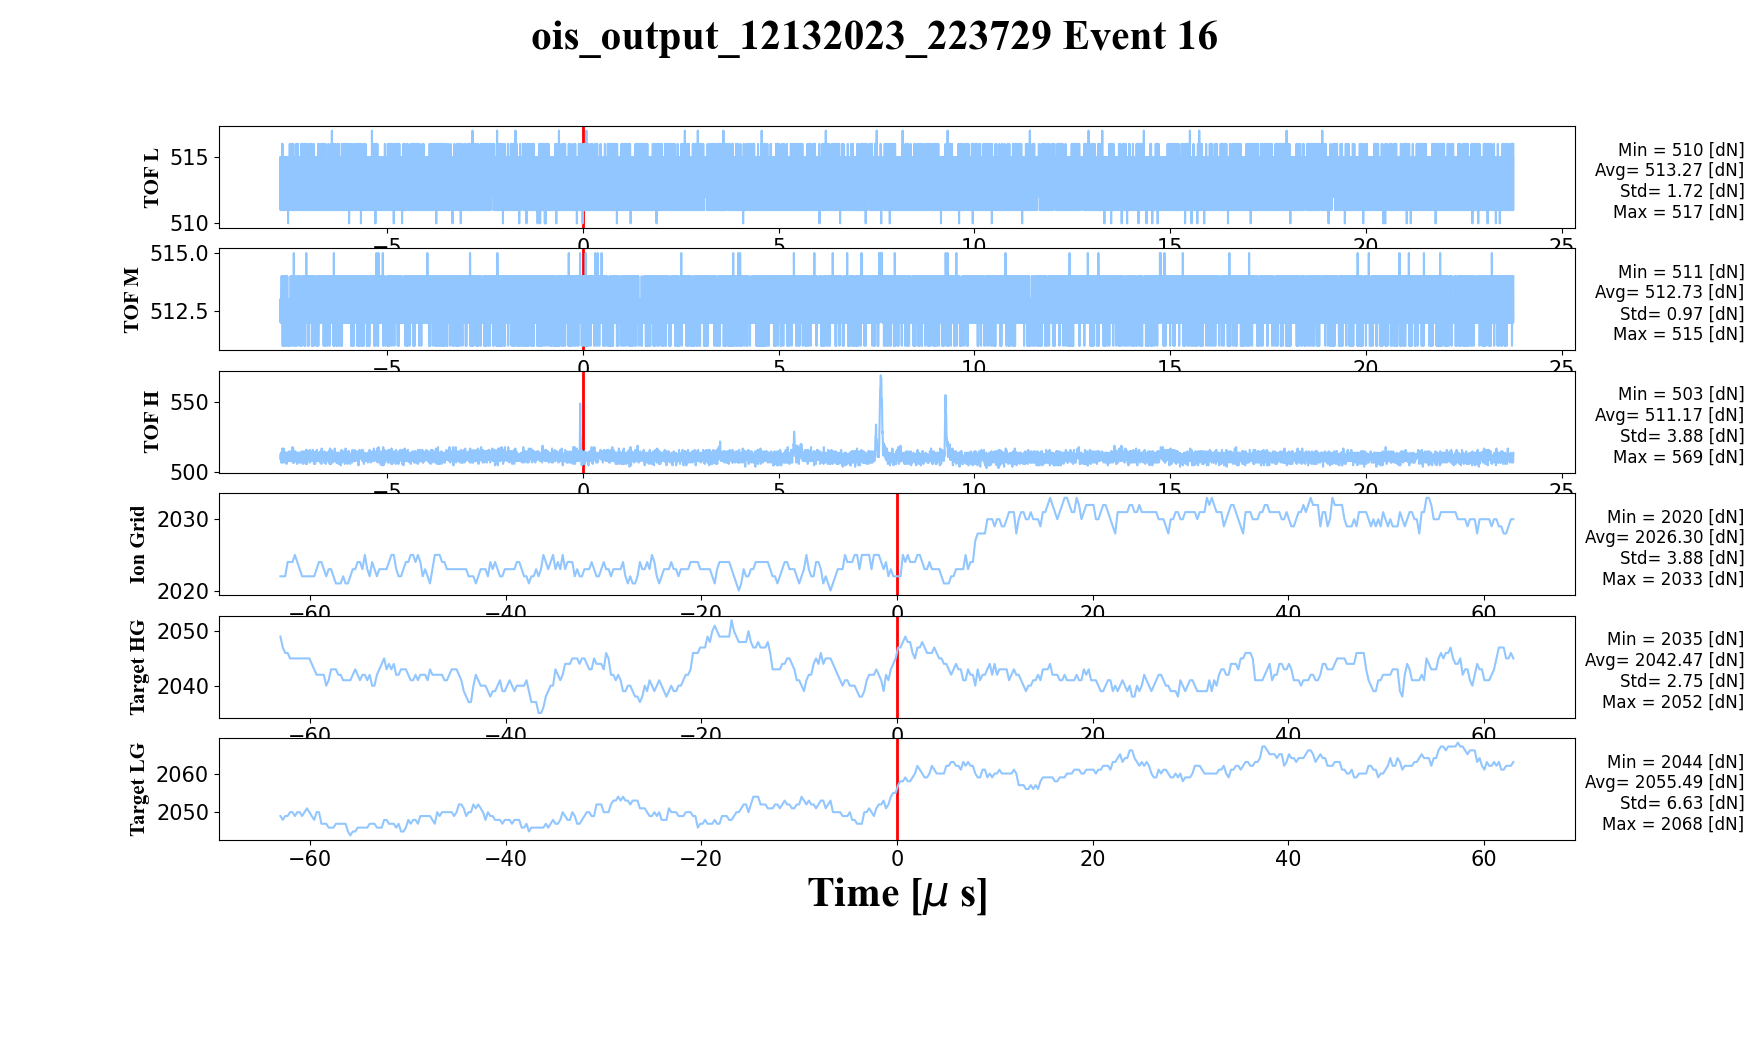 ois_output_12132023_223729 Event 16
TOF L
515
510
−5 0 5 10 15 20 25
Min = 510 [dN]
Avg= 513.27 [dN]
Std= 1.72 [dN]
Max = 517 [dN]
TOF M
515.0
512.5
−5 0 5 10 15 20 25
Min = 511 [dN]
Avg= 512.73 [dN]
Std= 0.97 [dN]
Max = 515 [dN]
TOF H
550
500
−5 0 5 10 15 20 25
Min = 503 [dN]
Avg= 511.17 [dN]
Std= 3.88 [dN]
Max = 569 [dN]
Ion Grid
2030
2020
−60 −40 −20 0 20 40 60
Min = 2020 [dN]
Avg= 2026.30 [dN]
Std= 3.88 [dN]
Max = 2033 [dN]
Target HG
2050
2040
−60 −40 −20 0 20 40 60
Min = 2035 [dN]
Avg= 2042.47 [dN]
Std= 2.75 [dN]
Max = 2052 [dN]
Target LG
2060
2050
−60 −40 −20 0 20 40 60
Min = 2044 [dN]
Avg= 2055.49 [dN]
Std= 6.63 [dN]
Max = 2068 [dN]
Time [μ s]